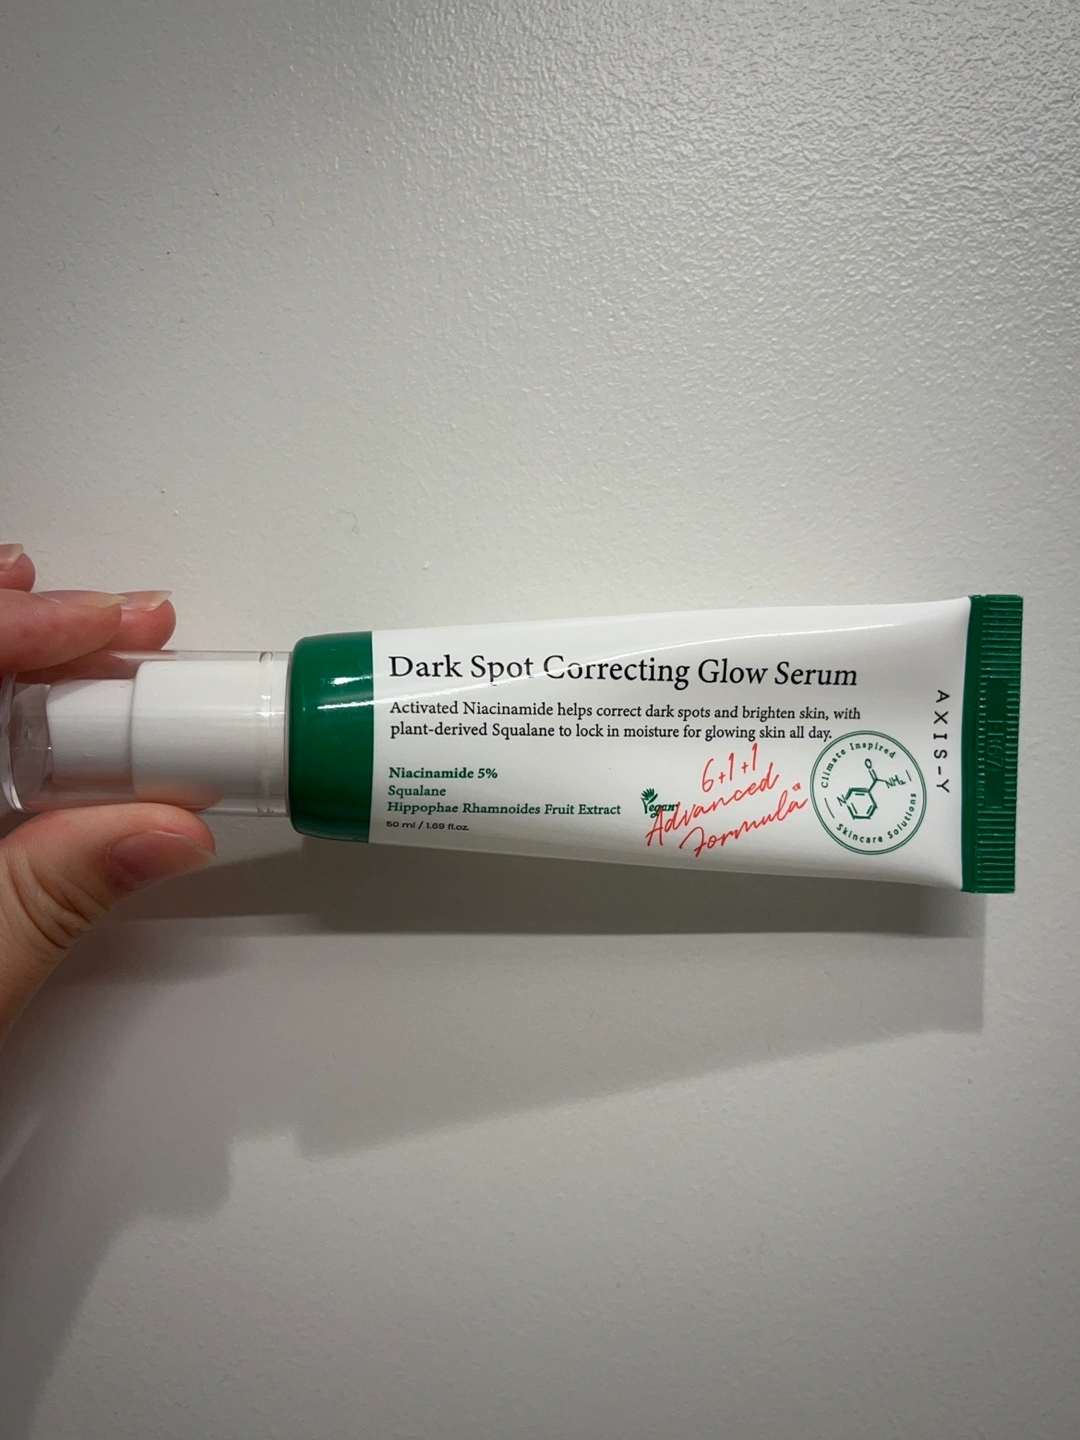 Dark Spot Correcting Glow Serum
Activated Niacinamide helps correct dark spots and brighten skin, with
plant-derived Squalane to lock in moisture for glowing skin all day.
Niacinamide 5%
Squalane
Hippophae Rhamnoides Fruit Extract
50 ml / 1.69 fl.oz.
Vegan
6+1+1
Advanced
Formula
Climate Inspired
O
NH₂
N
Skincare Solutions
AXIS-Y